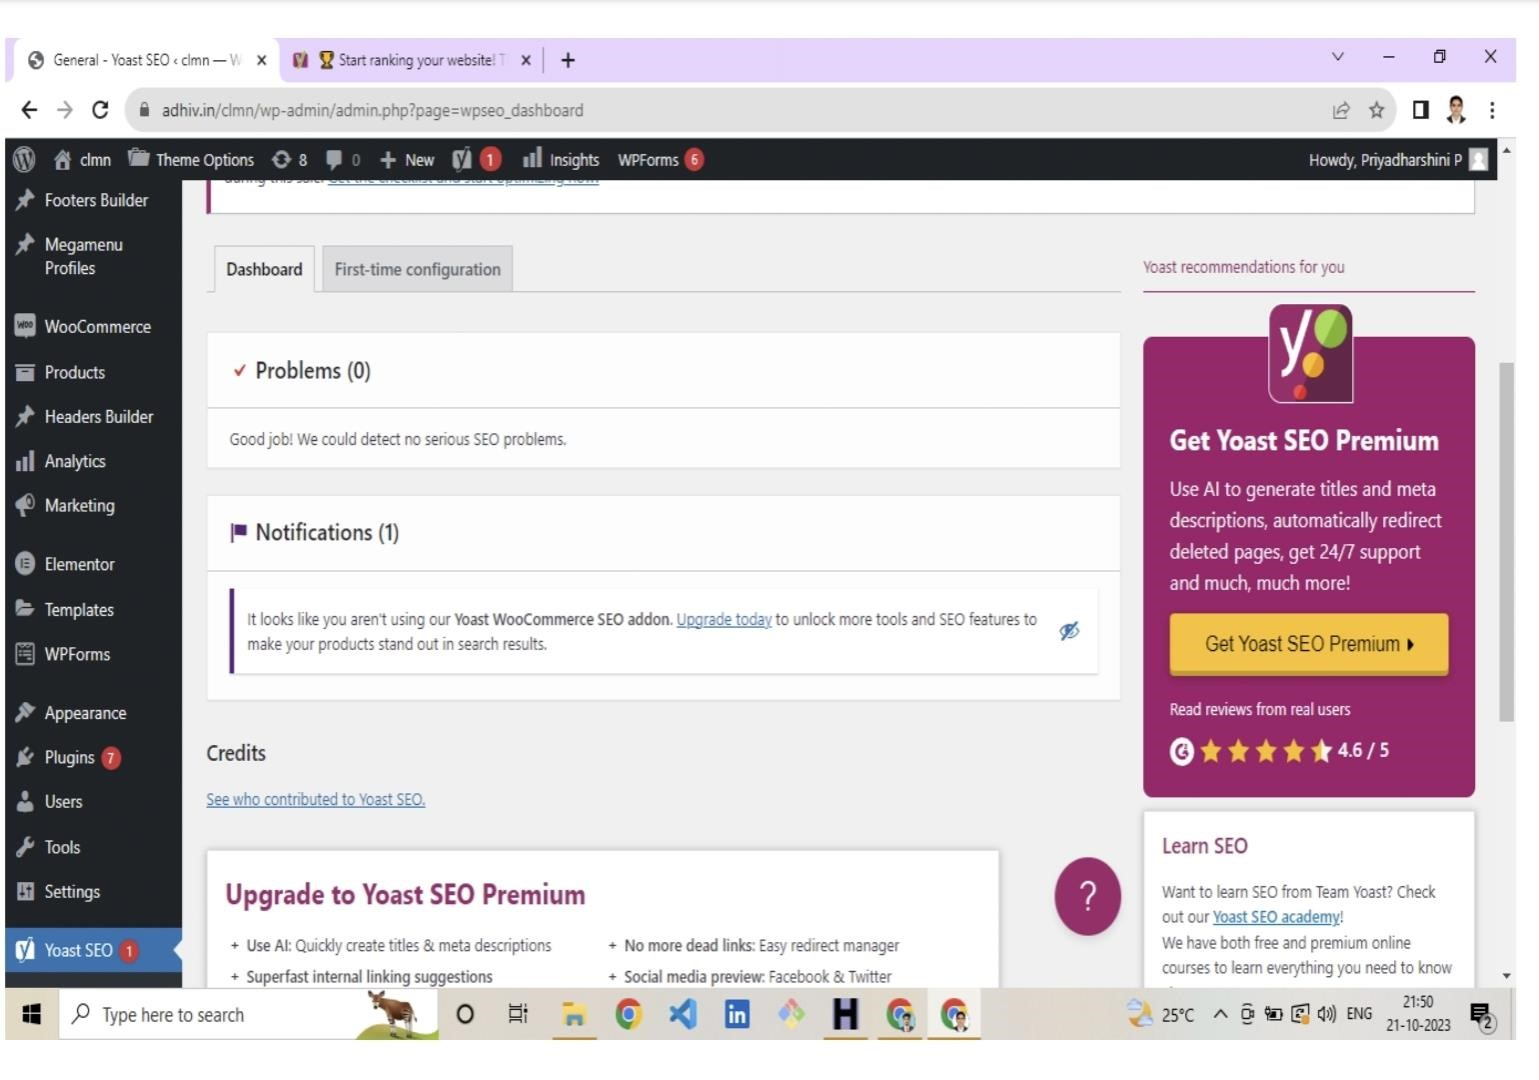 General - Yoast SEO ‹ clmn — W
Start ranking your website! T
adhiv.in/clmn/wp-admin/admin.php?page=wpseo_dashboard
clmn Theme Options 8 0 + New 1 Insights WPForms 6 Howdy, Priyadharshini P
Footers Builder
Megamenu
Profiles
WooCommerce
Products
Headers Builder
Analytics
Marketing
Elementor
Templates
WPForms
Appearance
Plugins 7
Users
Tools
Settings
Yoast SEO 1
during this sale. Get the checklist and start optimizing now!
Dashboard First-time configuration
Problems (0)
Good job! We could detect no serious SEO problems.
Notifications (1)
It looks like you aren't using our Yoast WooCommerce SEO addon. Upgrade today to unlock more tools and SEO features to
make your products stand out in search results.
Credits
See who contributed to Yoast SEO.
Upgrade to Yoast SEO Premium
+ Use AI: Quickly create titles & meta descriptions
+ Superfast internal linking suggestions
+ No more dead links: Easy redirect manager
+ Social media preview: Facebook & Twitter
?
Yoast recommendations for you
Get Yoast SEO Premium
Use AI to generate titles and meta
descriptions, automatically redirect
deleted pages, get 24/7 support
and much, much more!
Get Yoast SEO Premium
Read reviews from real users
4.6 / 5
Learn SEO
Want to learn SEO from Team Yoast? Check
out our Yoast SEO academy!
We have both free and premium online
courses to learn everything you need to know
Type here to search
25°C
ENG
21:50
21-10-2023
2